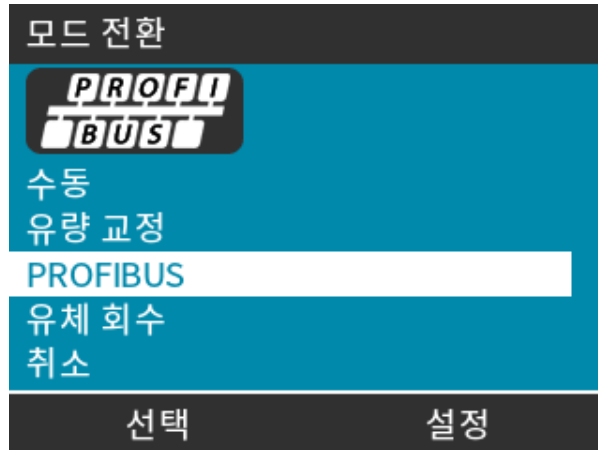 모드 전환
PROFI
BUS
수동
유량 교정
PROFIBUS
유체 회수
취소
선택 설정